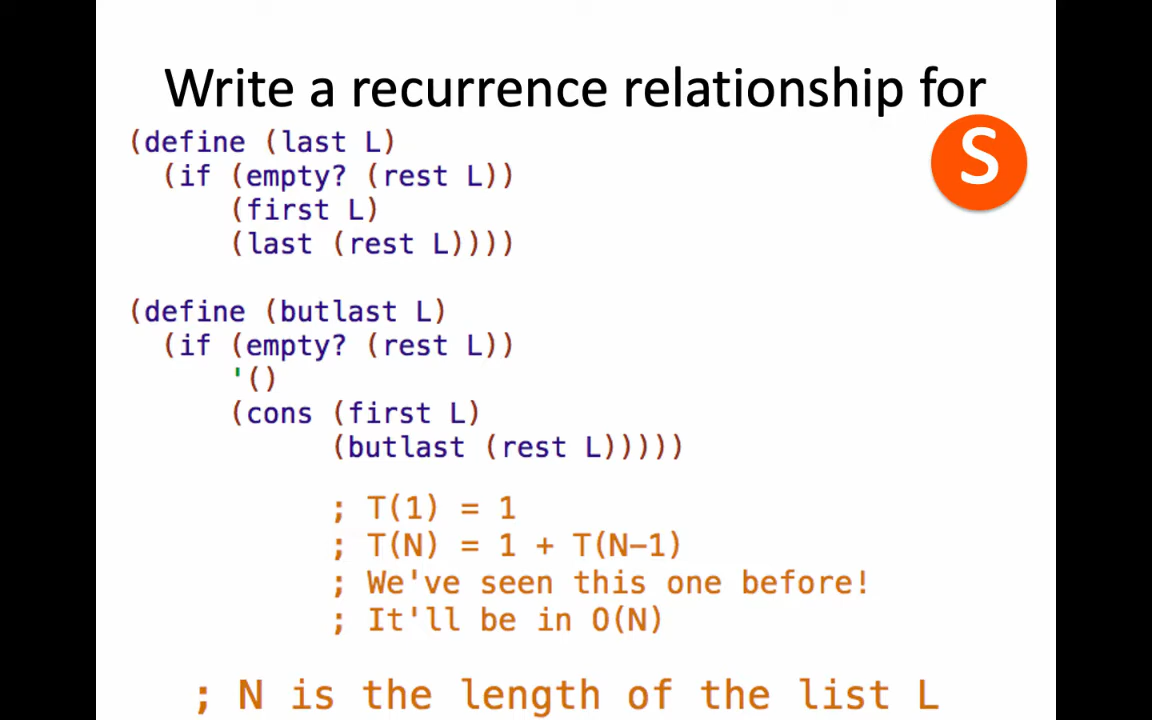 Write a recurrence relationship for
S
(define (last L)
  (if (empty? (rest L))
      (first L)
      (last (rest L))))
(define (butlast L)
  (if (empty? (rest L))
      '()
      (cons (first L)
            (butlast (rest L)))))
; T(1) = 1
; T(N) = 1 + T(N-1)
; We've seen this one before!
; It'll be in O(N)
; N is the length of the list L